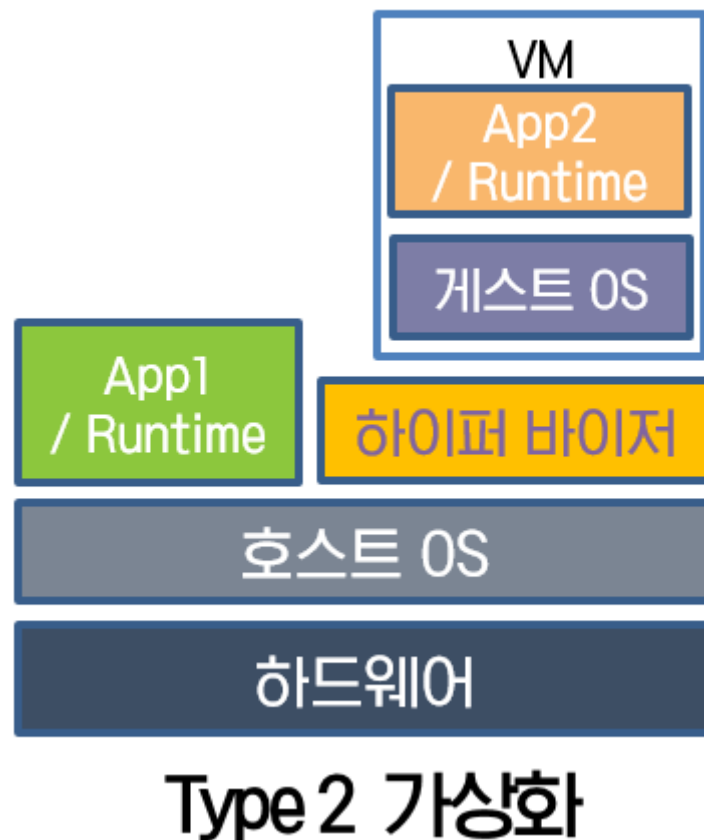 VM
App2
/ Runtime
게스트 OS
App1
/ Runtime
하이퍼 바이저
호스트 OS
하드웨어
Type 2 가상화